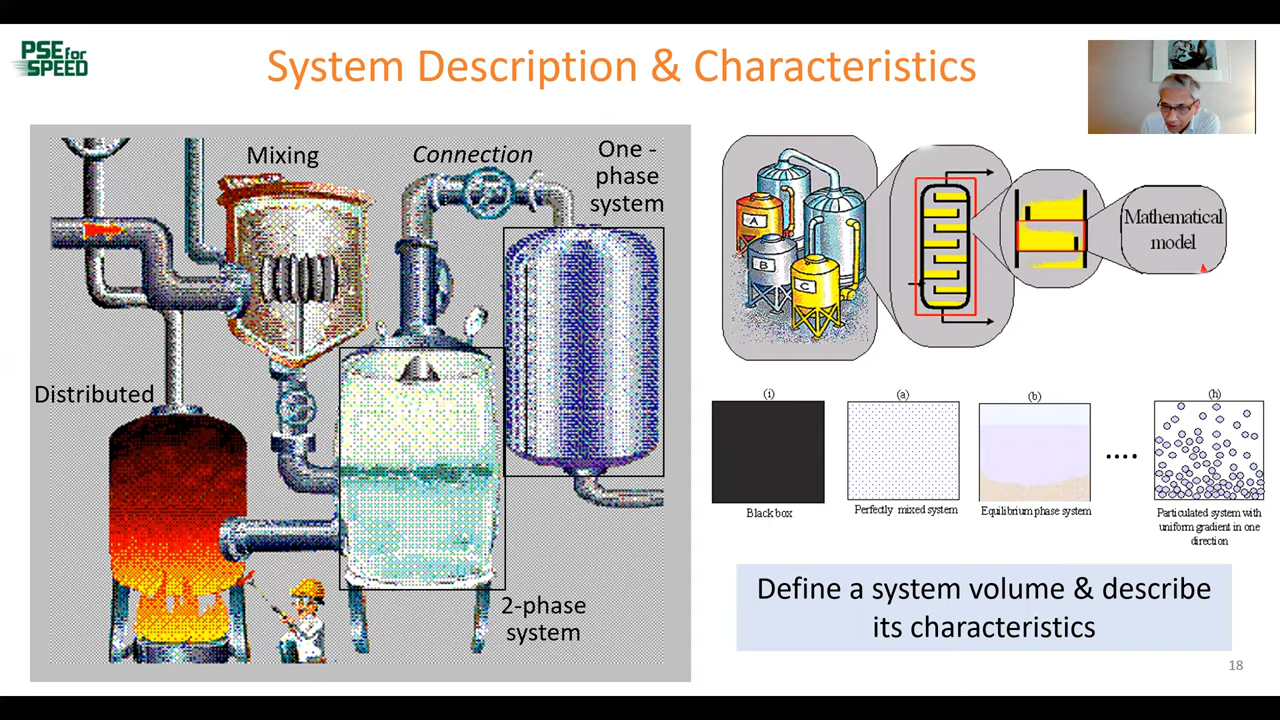 PSE for
SPEED
System Description & Characteristics
Mixing
Connection
One -
phase
system
Distributed
2-phase
system
A
B
C
Mathematical
model
(i)
(a)
(b)
(h)
Black box
Perfectly mixed system
Equilibrium phase system
....
Particulated system with
uniform gradient in one
direction
Define a system volume & describe
its characteristics
18